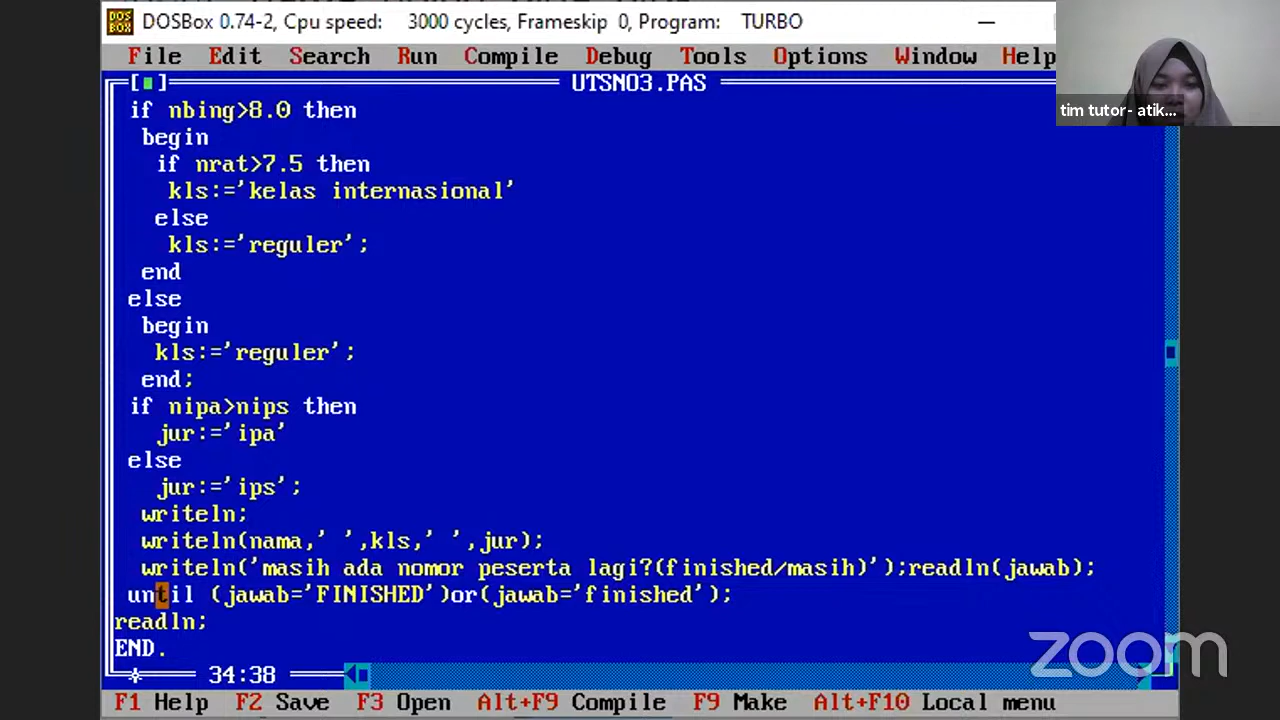 DOSBox 0.74-2, Cpu speed: 3000 cycles, Frameskip 0, Program: TURBO
File Edit Search Run Compile Debug Tools Options Window Help
[■] UTSNO3.PAS
if nbing>8.0 then
begin
if nrat>7.5 then
kls:='kelas internasional'
else
kls:='reguler';
end
else
begin
kls:='reguler';
end;
if nipa>nips then
jur:='ipa'
else
jur:='ips';
writeln;
writeln(nama,' ',kls,' ',jur);
writeln('masih ada nomor peserta lagi?(finished/masih)');readln(jawab);
until (jawab='FINISHED')or(jawab='finished');
readln;
END.
34:38
F1 Help F2 Save F3 Open Alt+F9 Compile F9 Make Alt+F10 Local menu
tim tutor- atik...
zoom